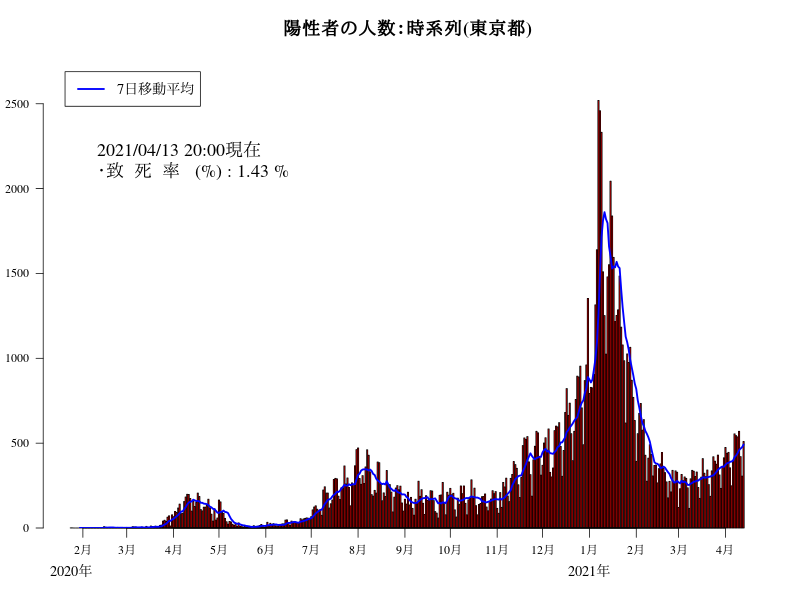 陽性者の人数：時系列(東京都)
7日移動平均
2021/04/13 20:00現在
・致 死 率 (%) : 1.43 %
2500
2000
1500
1000
500
0
2月 3月 4月 5月 6月 7月 8月 9月 10月 11月 12月 1月 2月 3月 4月
2020年 2021年